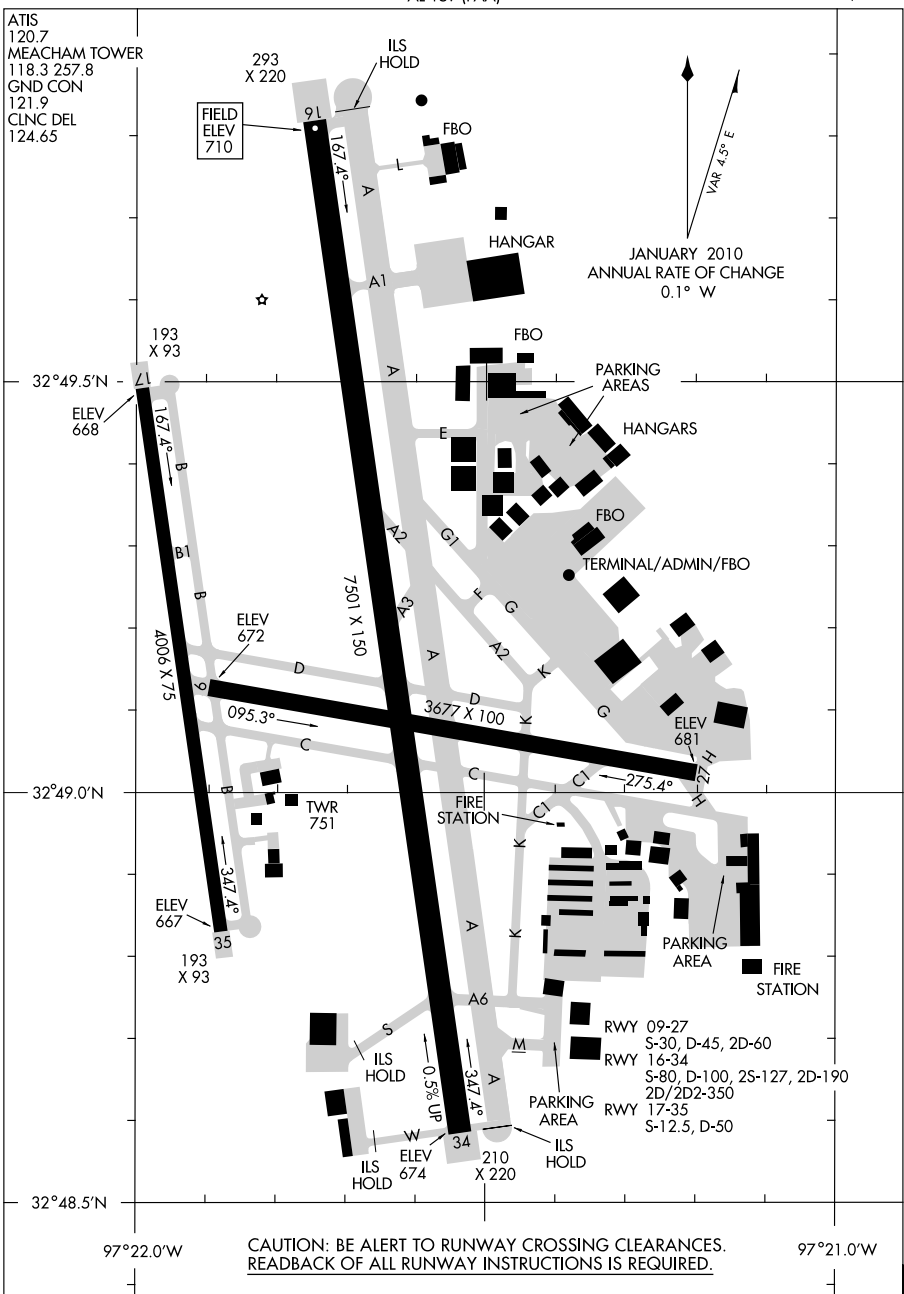 ATIS
120.7
MEACHAM TOWER
118.3 257.8
GND CON
121.9
CLNC DEL
124.65
293
X 220
ILS
HOLD
FIELD
ELEV
710
16
167.4°
A
L
FBO
HANGAR
A1
VAR 4.5° E
JANUARY 2010
ANNUAL RATE OF CHANGE
0.1° W
193
X 93
FBO
PARKING
AREAS
32°49.5'N
17
ELEV
668
A
HANGARS
E
167.4°
B
FBO
A2
G1
B1
TERMINAL/ADMIN/FBO
B
7501 X 150
F
G
A3
ELEV
672
4006 X 75
A
A2
K
D
D
9
3677 X 100
K
G
095.3°
C
ELEV
681
27
H
C
C1
275.4°
H
32°49.0'N
B
TWR
751
FIRE
STATION
C1
K
347.4°
ELEV
667
35
193
X 93
A
K
PARKING
AREA
FIRE
STATION
A6
S
ILS
HOLD
0.5% UP
347.4°
M
A
PARKING
AREA
RWY 09-27
S-30, D-45, 2D-60
RWY 16-34
S-80, D-100, 2S-127, 2D-190
2D/2D2-350
RWY 17-35
S-12.5, D-50
W
ILS
HOLD
ELEV
674
34
210
X 220
ILS
HOLD
32°48.5'N
97°22.0'W
97°21.0'W
CAUTION: BE ALERT TO RUNWAY CROSSING CLEARANCES.
READBACK OF ALL RUNWAY INSTRUCTIONS IS REQUIRED.